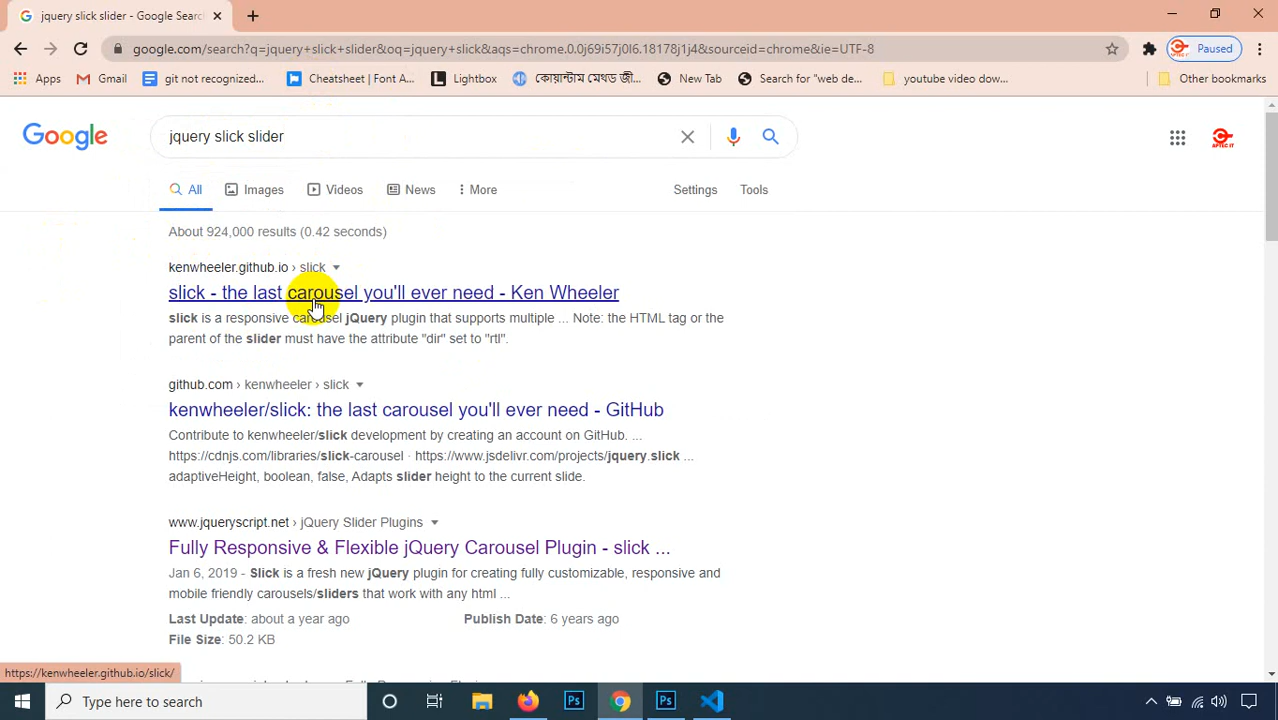 jquery slick slider - Google Sear
google.com/search?q=jquery+slick+slider&oq=jquery+slick&aqs=chrome.0.0j69i57j0l6.18178j1j4&sourceid=chrome&ie=UTF-8
Paused
Apps
Gmail
git not recognized...
Cheatsheet | Font A...
Lightbox
কোয়ান্টাম মেথড জী...
New Tab
Search for "web de...
youtube video dow...
Other bookmarks
Google
jquery slick slider
APTEC IT
All
Images
Videos
News
More
Settings
Tools
About 924,000 results (0.42 seconds)
kenwheeler.github.io › slick
slick - the last carousel you'll ever need - Ken Wheeler
slick is a responsive carousel jQuery plugin that supports multiple ... Note: the HTML tag or the
parent of the slider must have the attribute "dir" set to "rtl".
github.com › kenwheeler › slick
kenwheeler/slick: the last carousel you'll ever need - GitHub
Contribute to kenwheeler/slick development by creating an account on GitHub. ...
https://cdnjs.com/libraries/slick-carousel · https://www.jsdelivr.com/projects/jquery.slick ...
adaptiveHeight, boolean, false, Adapts slider height to the current slide.
www.jqueryscript.net › jQuery Slider Plugins
Fully Responsive & Flexible jQuery Carousel Plugin - slick ...
Jan 6, 2019 - Slick is a fresh new jQuery plugin for creating fully customizable, responsive and
mobile friendly carousels/sliders that work with any html ...
Last Update: about a year ago
Publish Date: 6 years ago
File Size: 50.2 KB
https://kenwheeler.github.io/slick/
Type here to search
Ps
Ps